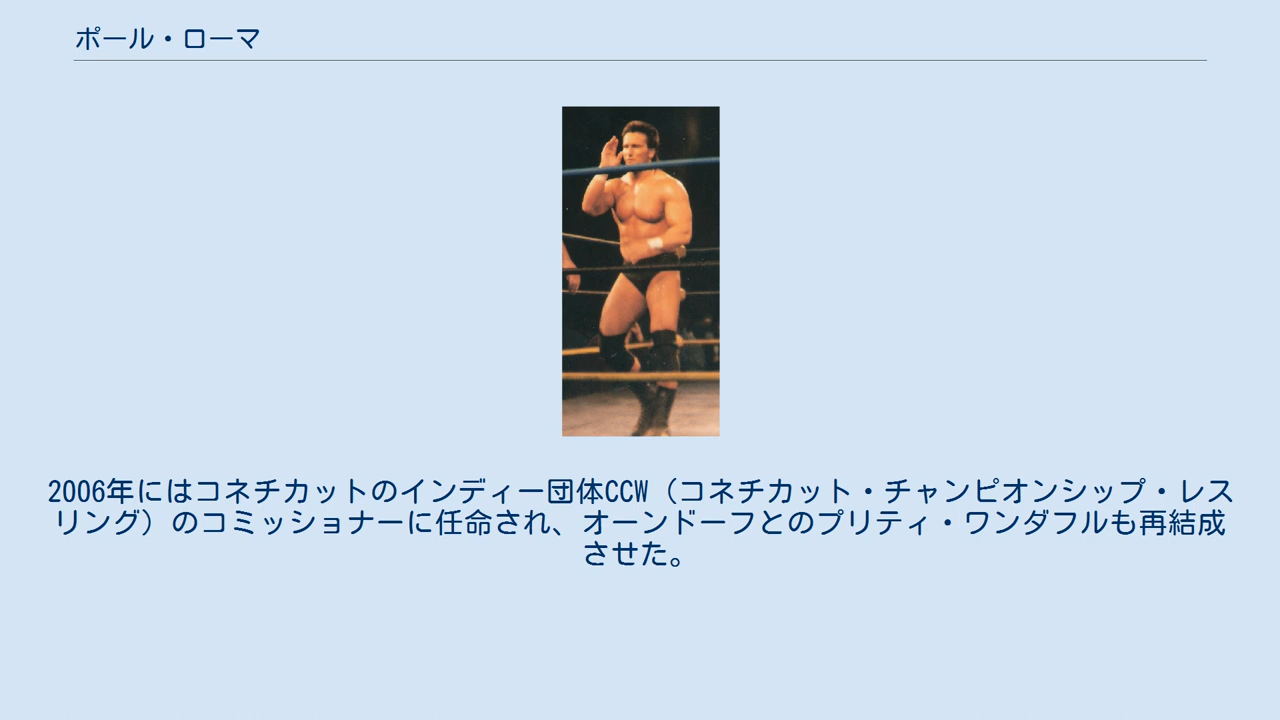 ポール・ローマ
2006年にはコネチカットのインディー団体CCW（コネチカット・チャンピオンシップ・レス
リング）のコミッショナーに任命され、オーンドーフとのプリティ・ワンダフルも再結成
させた。